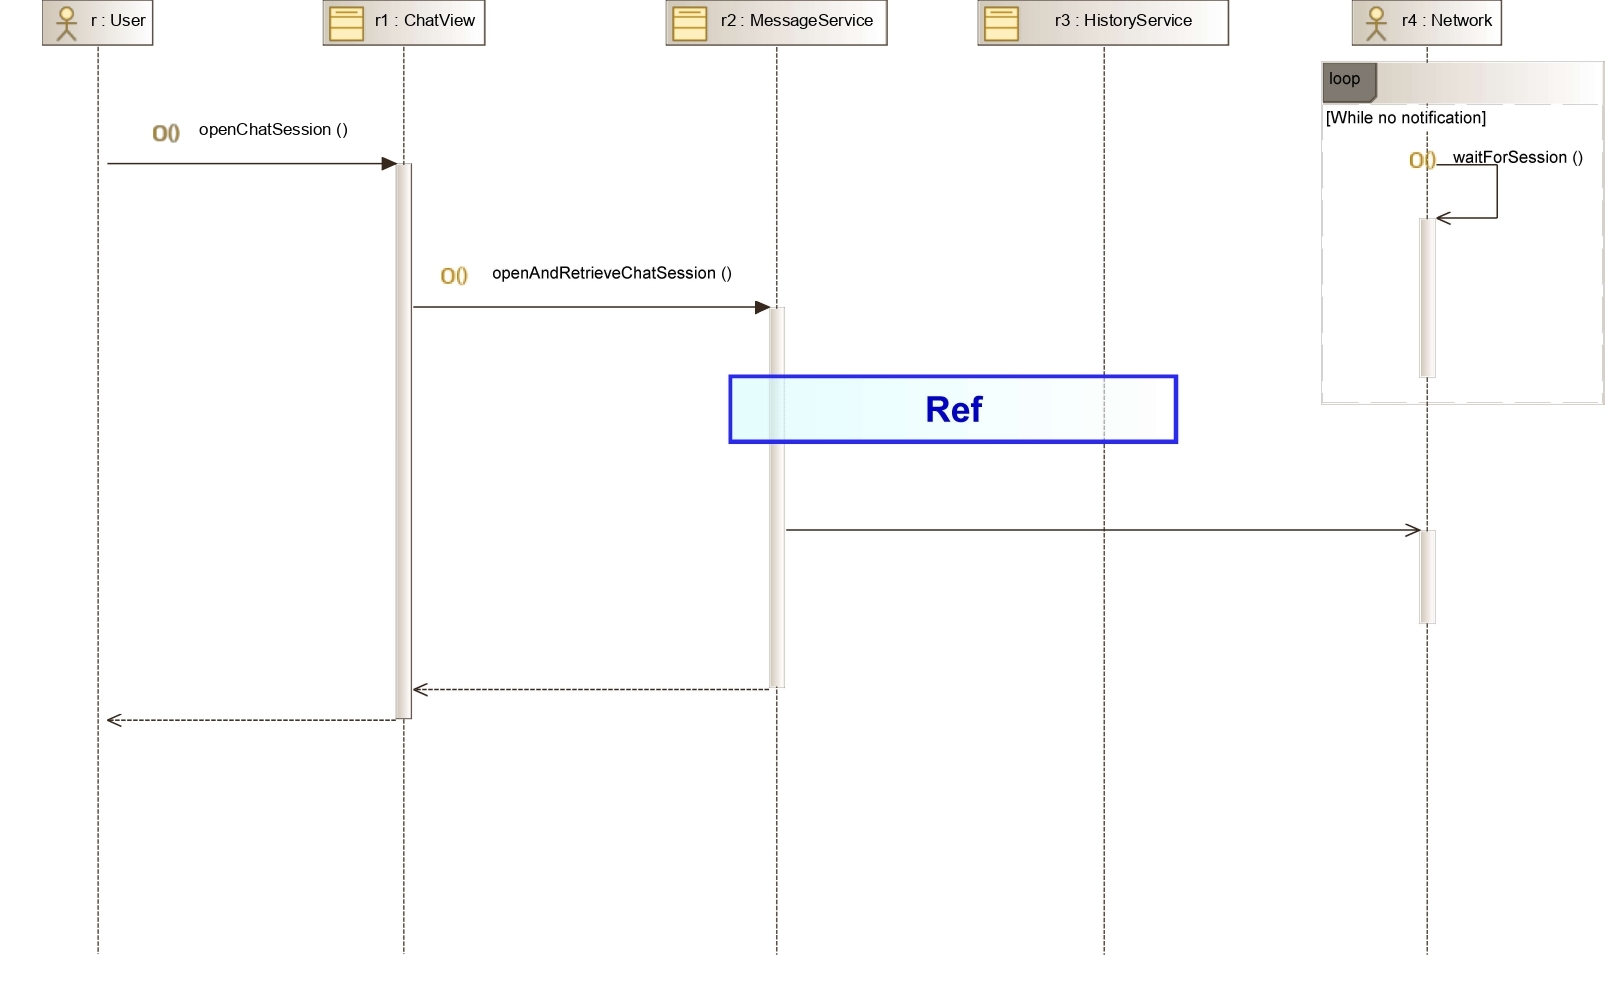 r : User
r1 : ChatView
r2 : MessageService
r3 : HistoryService
r4 : Network
loop
[While no notification]
O() openChatSession ()
O() waitForSession ()
O() openAndRetrieveChatSession ()
Ref